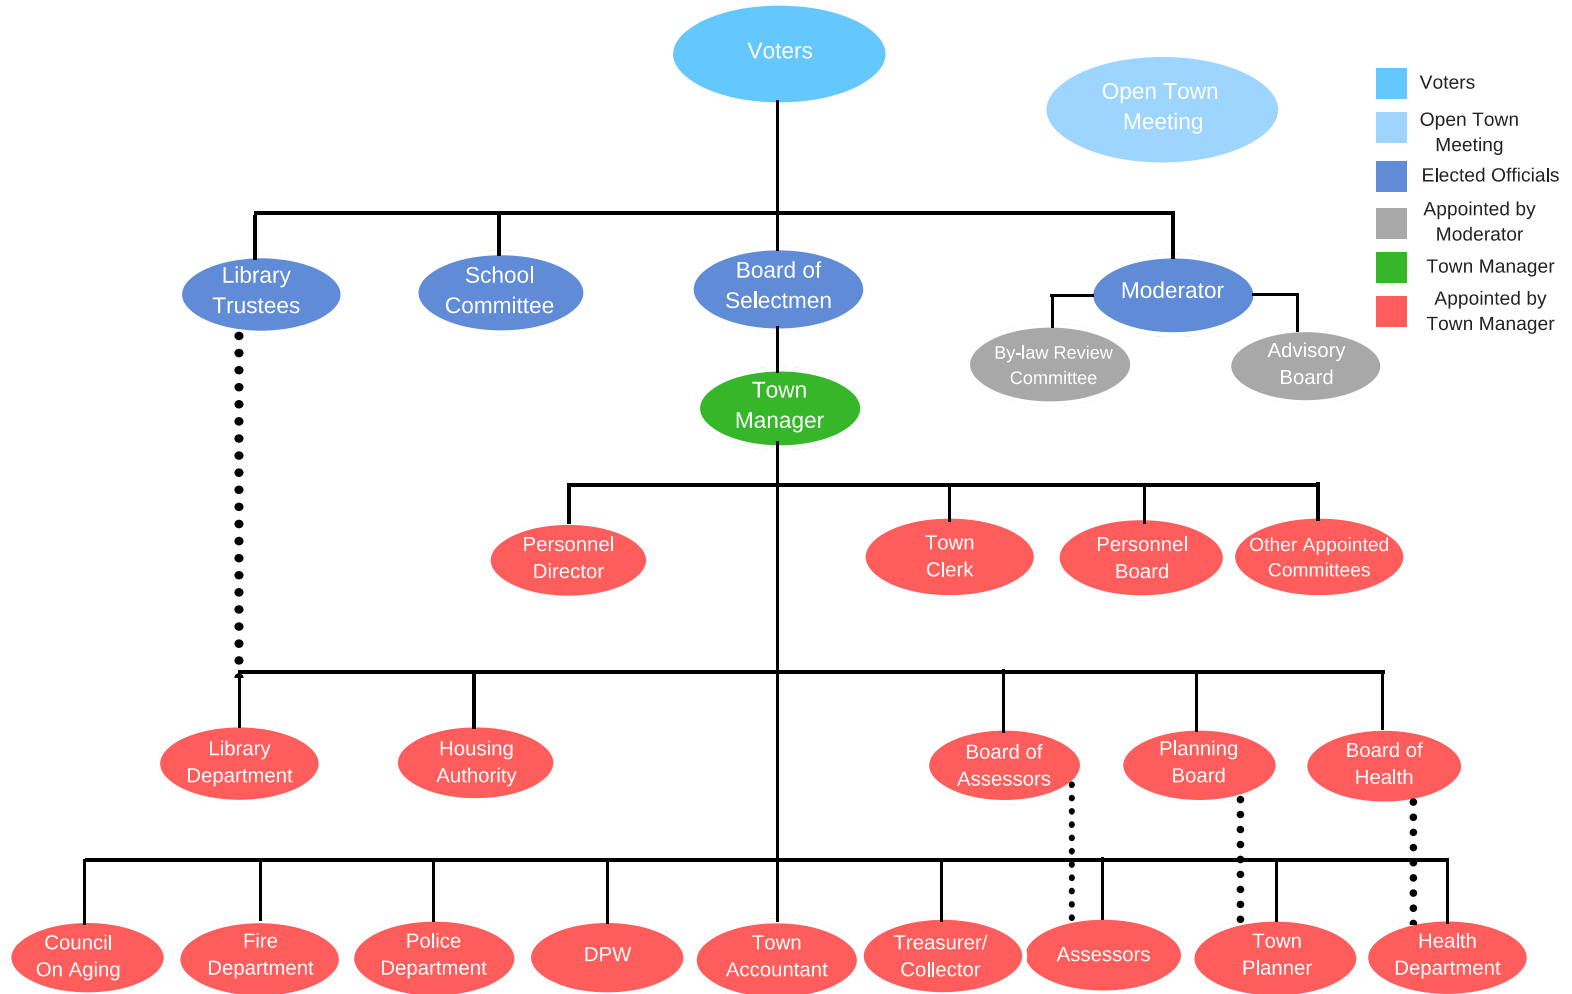 Voters
Open Town
Meeting
Voters
Open Town
Meeting
Elected Officials
Appointed by
Moderator
Town Manager
Appointed by
Town Manager
Library
Trustees
School
Committee
Board of
Selectmen
Moderator
By-law Review
Committee
Advisory
Board
Town
Manager
Personnel
Director
Town
Clerk
Personnel
Board
Other Appointed
Committees
Library
Department
Housing
Authority
Board of
Assessors
Planning
Board
Board of
Health
Council
On Aging
Fire
Department
Police
Department
DPW
Town
Accountant
Treasurer/
Collector
Assessors
Town
Planner
Health
Department